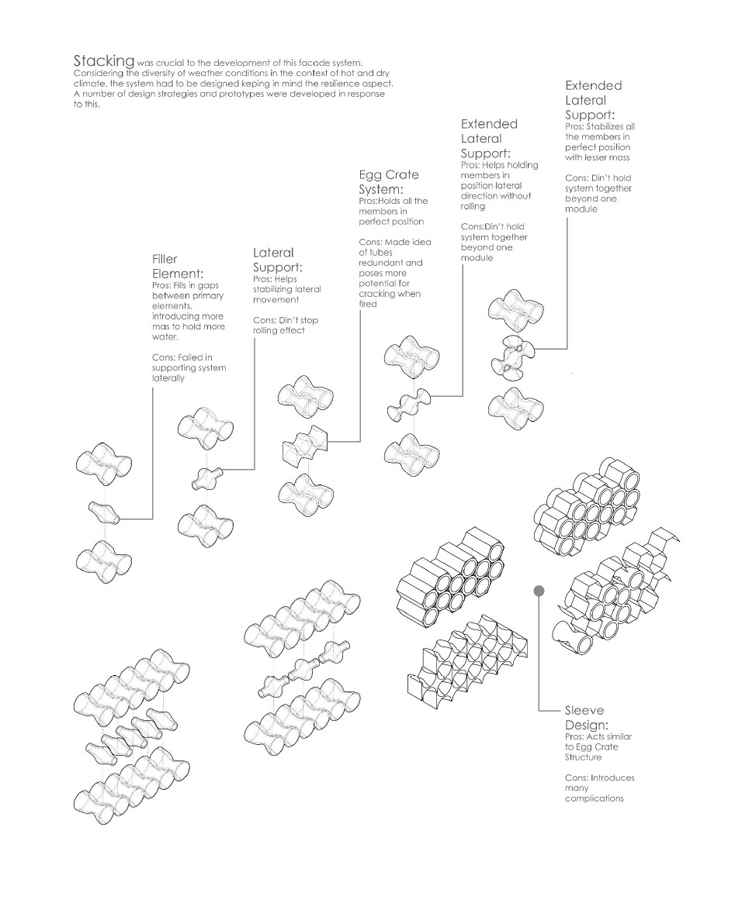 Stacking was crucial to the development of this facade system.
Considering the diversity of weather conditions in the context of hot and dry
climate, the system had to be designed keping in mind the resilience aspect.
A number of design strategies and prototypes were developed in response
to this.
Filler
Element:
Pros: Fills in gaps
between primary
elements,
introducing more
mas to hold more
water.
Cons: Failed in
supporting system
laterally
Lateral
Support:
Pros: Helps
stabilizing lateral
movement
Cons: Din't stop
rolling effect
Egg Crate
System:
Pros:Holds all the
members in
perfect position
Cons: Made idea
of tubes
redundant and
poses more
potential for
cracking when
fired
Extended
Lateral
Support:
Pros: Helps holding
members in
position lateral
direction without
rolling
Cons:Din't hold
system together
beyond one
module
Extended
Lateral
Support:
Pros: Stabilizes all
the members in
perfect position
with lesser mass
Cons: Din't hold
system together
beyond one
module
Sleeve
Design:
Pros: Acts similar
to Egg Crate
Structure
Cons: Introduces
many
complications